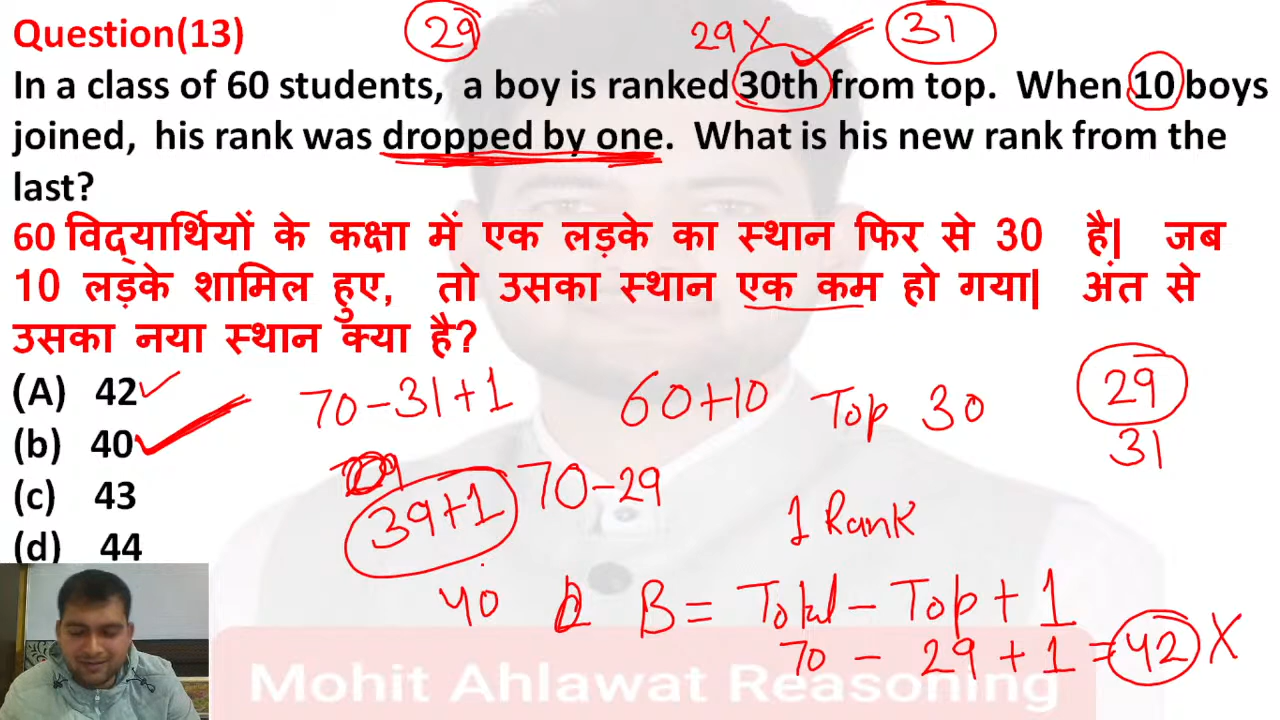 Question(13)
29
29 X
31
In a class of 60 students, a boy is ranked 30th from top. When 10 boys
joined, his rank was dropped by one. What is his new rank from the
last?
60 विद्यार्थियों के कक्षा में एक लड़के का स्थान फिर से 30 है| जब
10 लड़के शामिल हुए, तो उसका स्थान एक कम हो गया| अंत से
उसका नया स्थान क्या है?
(A) 42
(b) 40
(c) 43
(d) 44
70-31+1
60+10
Top 30
29
31
39+1
70-29
1 Rank
40
B = Total - Top + 1
70 - 29 + 1 = 42 X
Mohit Ahlawat Reasoning